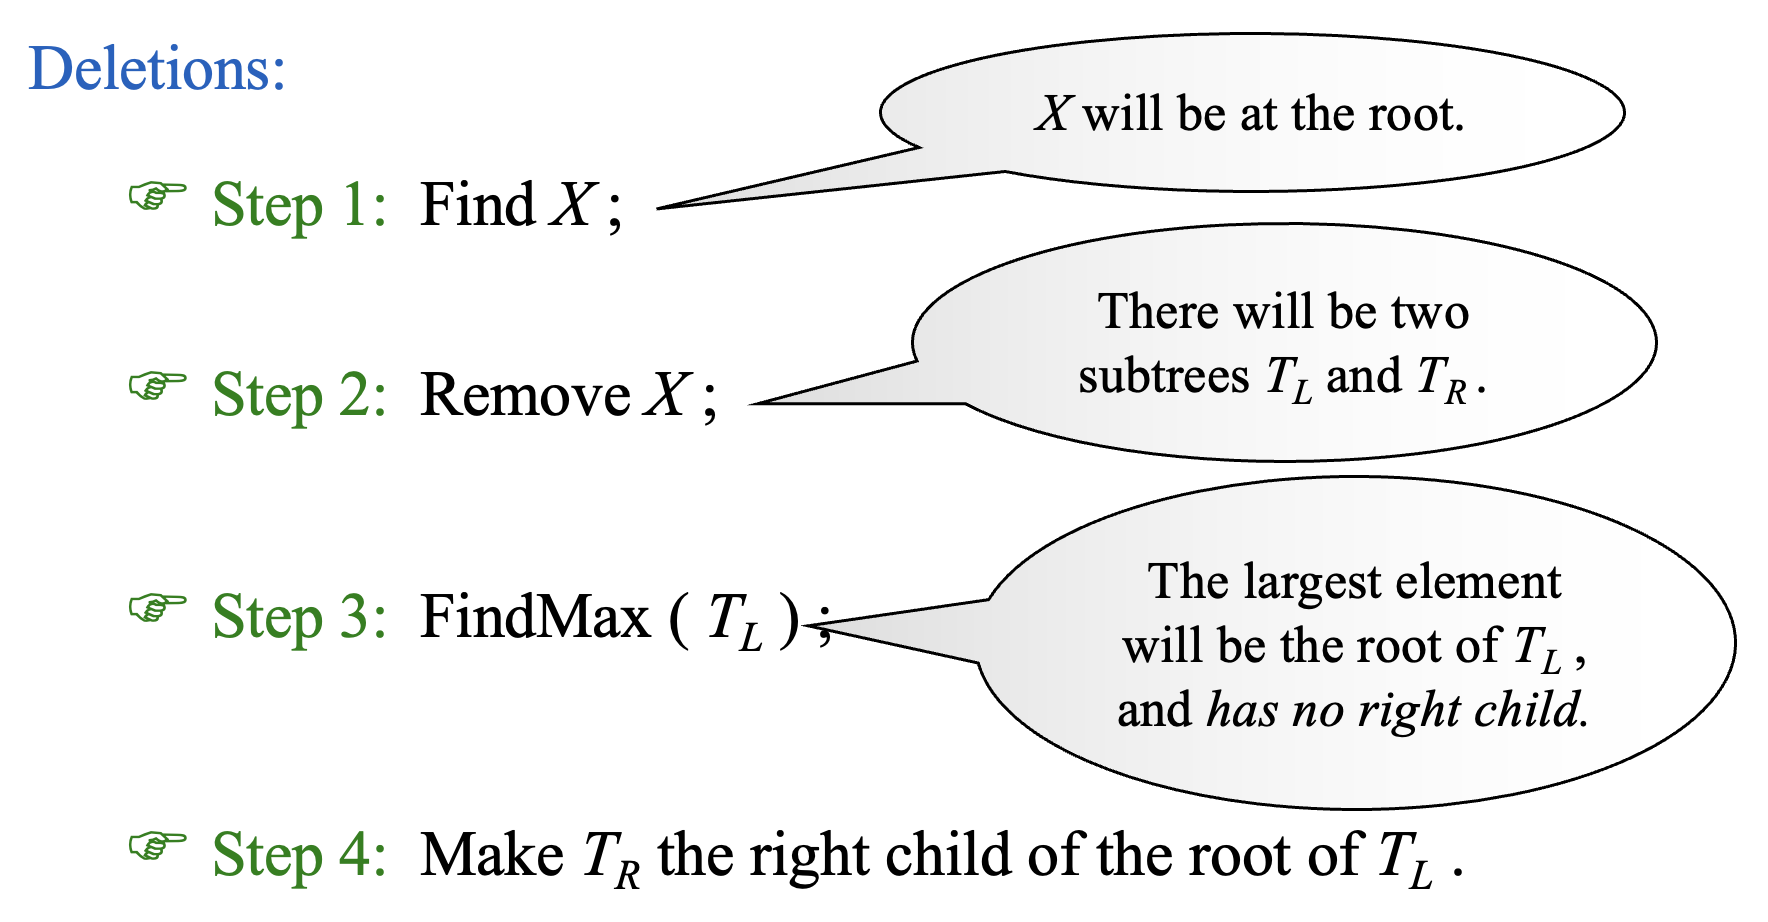 Deletions:
X will be at the root.
☞ Step 1: Find X ;
There will be two
subtrees T_L and T_R .
☞ Step 2: Remove X ;
The largest element
will be the root of T_L ,
and has no right child.
☞ Step 3: FindMax ( T_L ) ;
☞ Step 4: Make T_R the right child of the root of T_L .